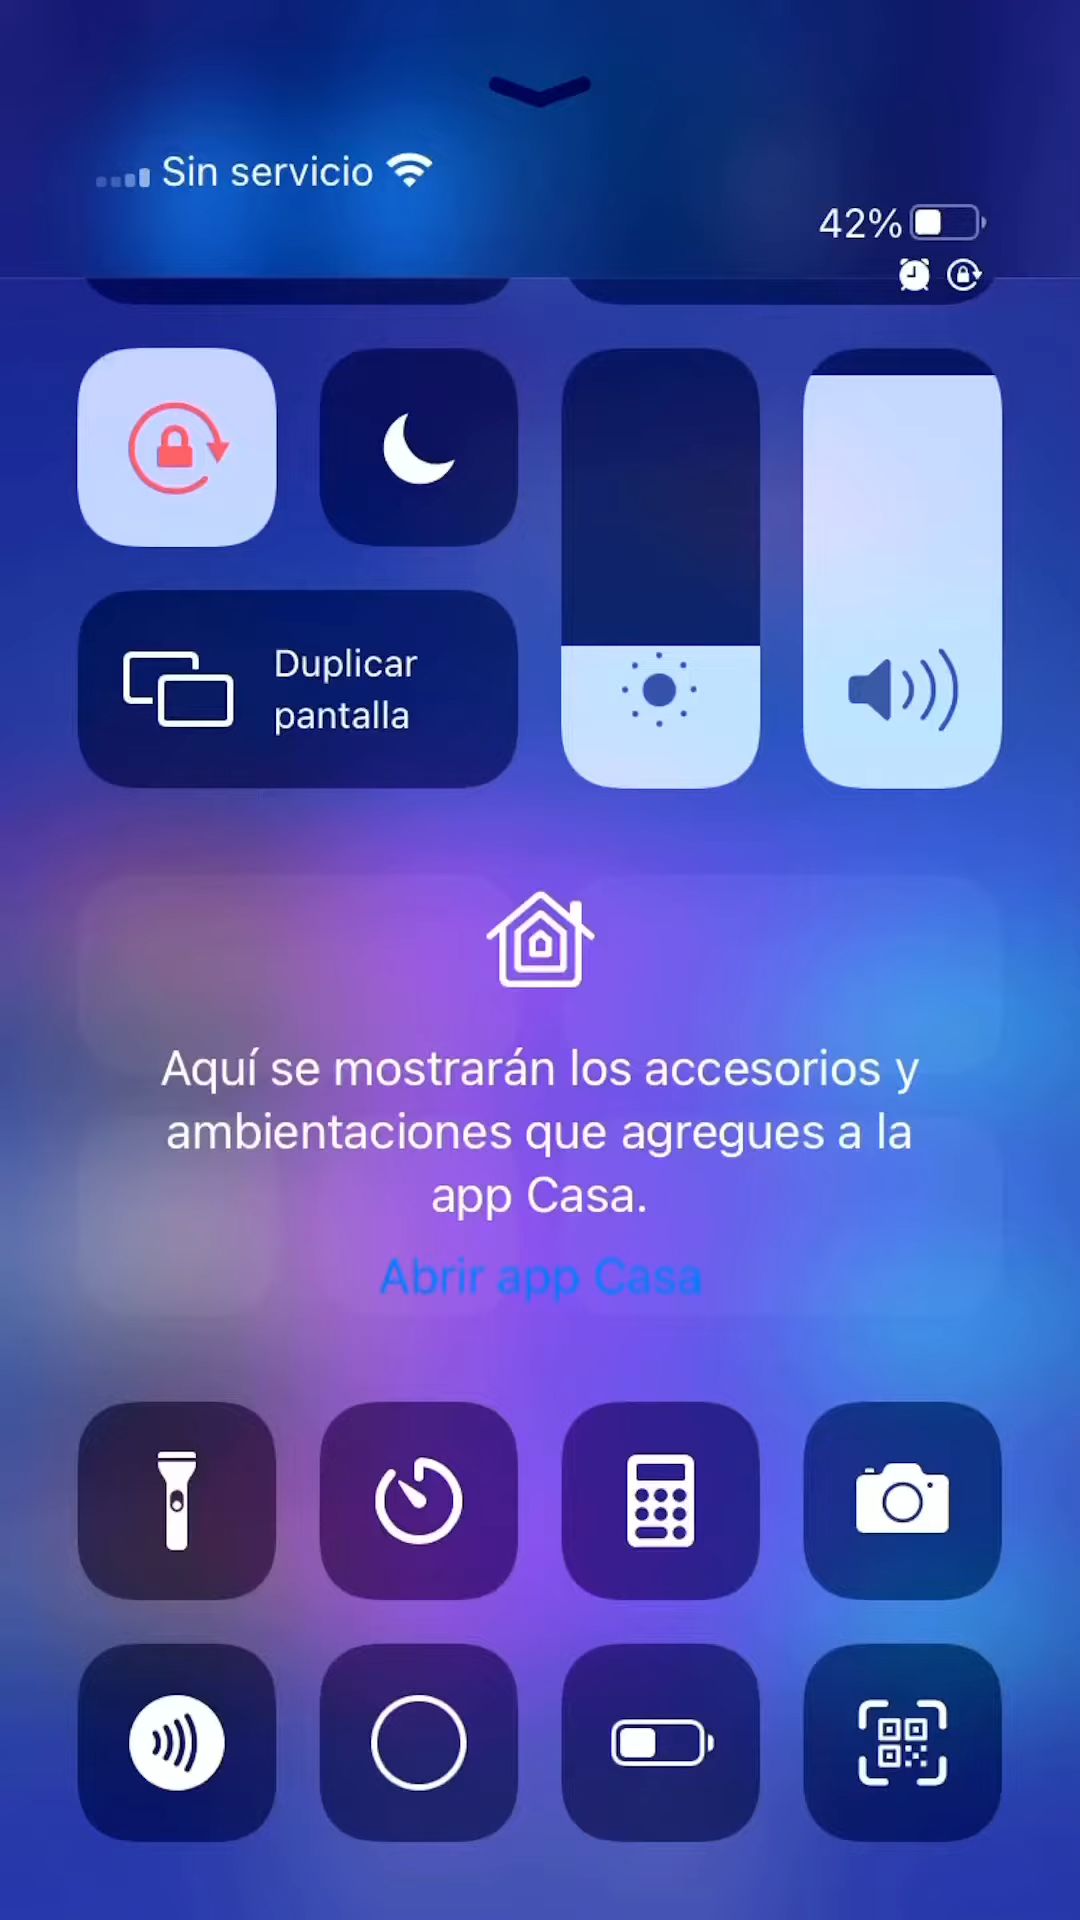 Sin servicio
42%
Duplicar
pantalla
Aquí se mostrarán los accesorios y
ambientaciones que agregues a la
app Casa.
Abrir app Casa